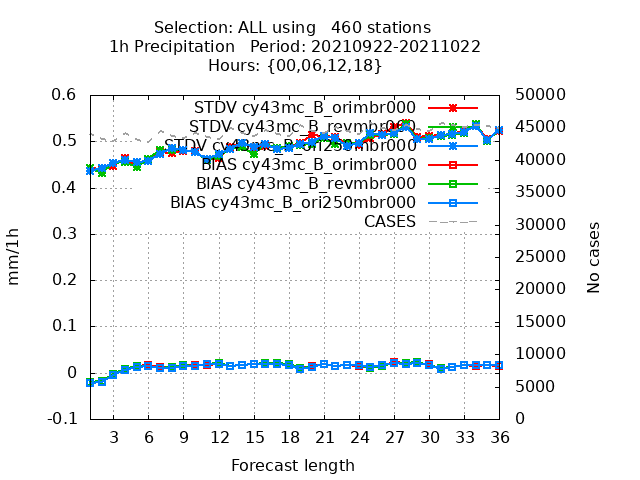 Selection: ALL using   460 stations
1h Precipitation   Period: 20210922-20211022
Hours: {00,06,12,18}
STDV cy43mc_B_orimbr000
STDV cy43mc_B_revmbr000
STDV cy43mc_B_ori250mbr000
BIAS cy43mc_B_orimbr000
BIAS cy43mc_B_revmbr000
BIAS cy43mc_B_ori250mbr000
CASES
0.6
0.5
0.4
0.3
0.2
0.1
0
-0.1
mm/1h
50000
45000
40000
35000
30000
25000
20000
15000
10000
5000
0
No cases
3 6 9 12 15 18 21 24 27 30 33 36
Forecast length